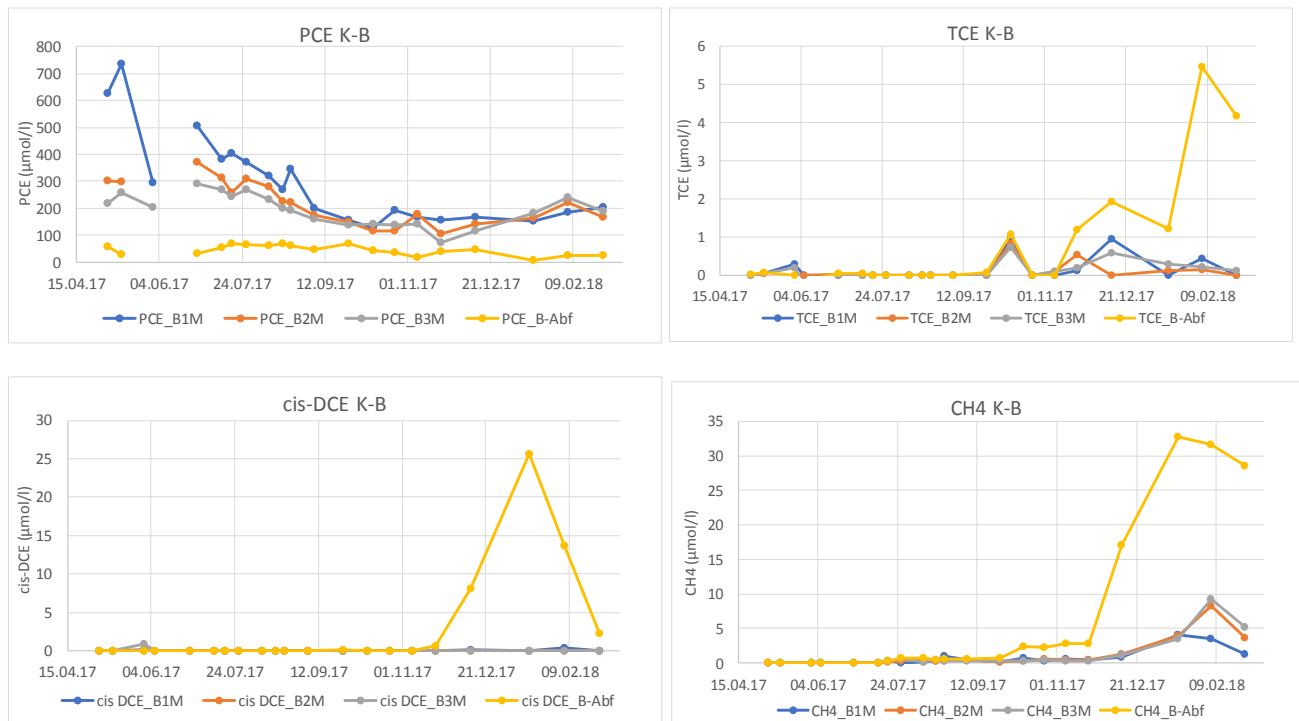 PCE K-B
PCE (µmol/l)
800
700
600
500
400
300
200
100
0
15.04.17 04.06.17 24.07.17 12.09.17 01.11.17 21.12.17 09.02.18
PCE_B1M PCE_B2M PCE_B3M PCE_B-Abf
TCE K-B
TCE (µmol/l)
6
5
4
3
2
1
0
15.04.17 04.06.17 24.07.17 12.09.17 01.11.17 21.12.17 09.02.18
TCE_B1M TCE_B2M TCE_B3M TCE_B-Abf
cis-DCE K-B
cis-DCE (µmol/l)
30
25
20
15
10
5
0
15.04.17 04.06.17 24.07.17 12.09.17 01.11.17 21.12.17 09.02.18
cis DCE_B1M cis DCE_B2M cis DCE_B3M cis DCE_B-Abf
CH4 K-B
CH4 (µmol/l)
35
30
25
20
15
10
5
0
15.04.17 04.06.17 24.07.17 12.09.17 01.11.17 21.12.17 09.02.18
CH4_B1M CH4_B2M CH4_B3M CH4_B-Abf